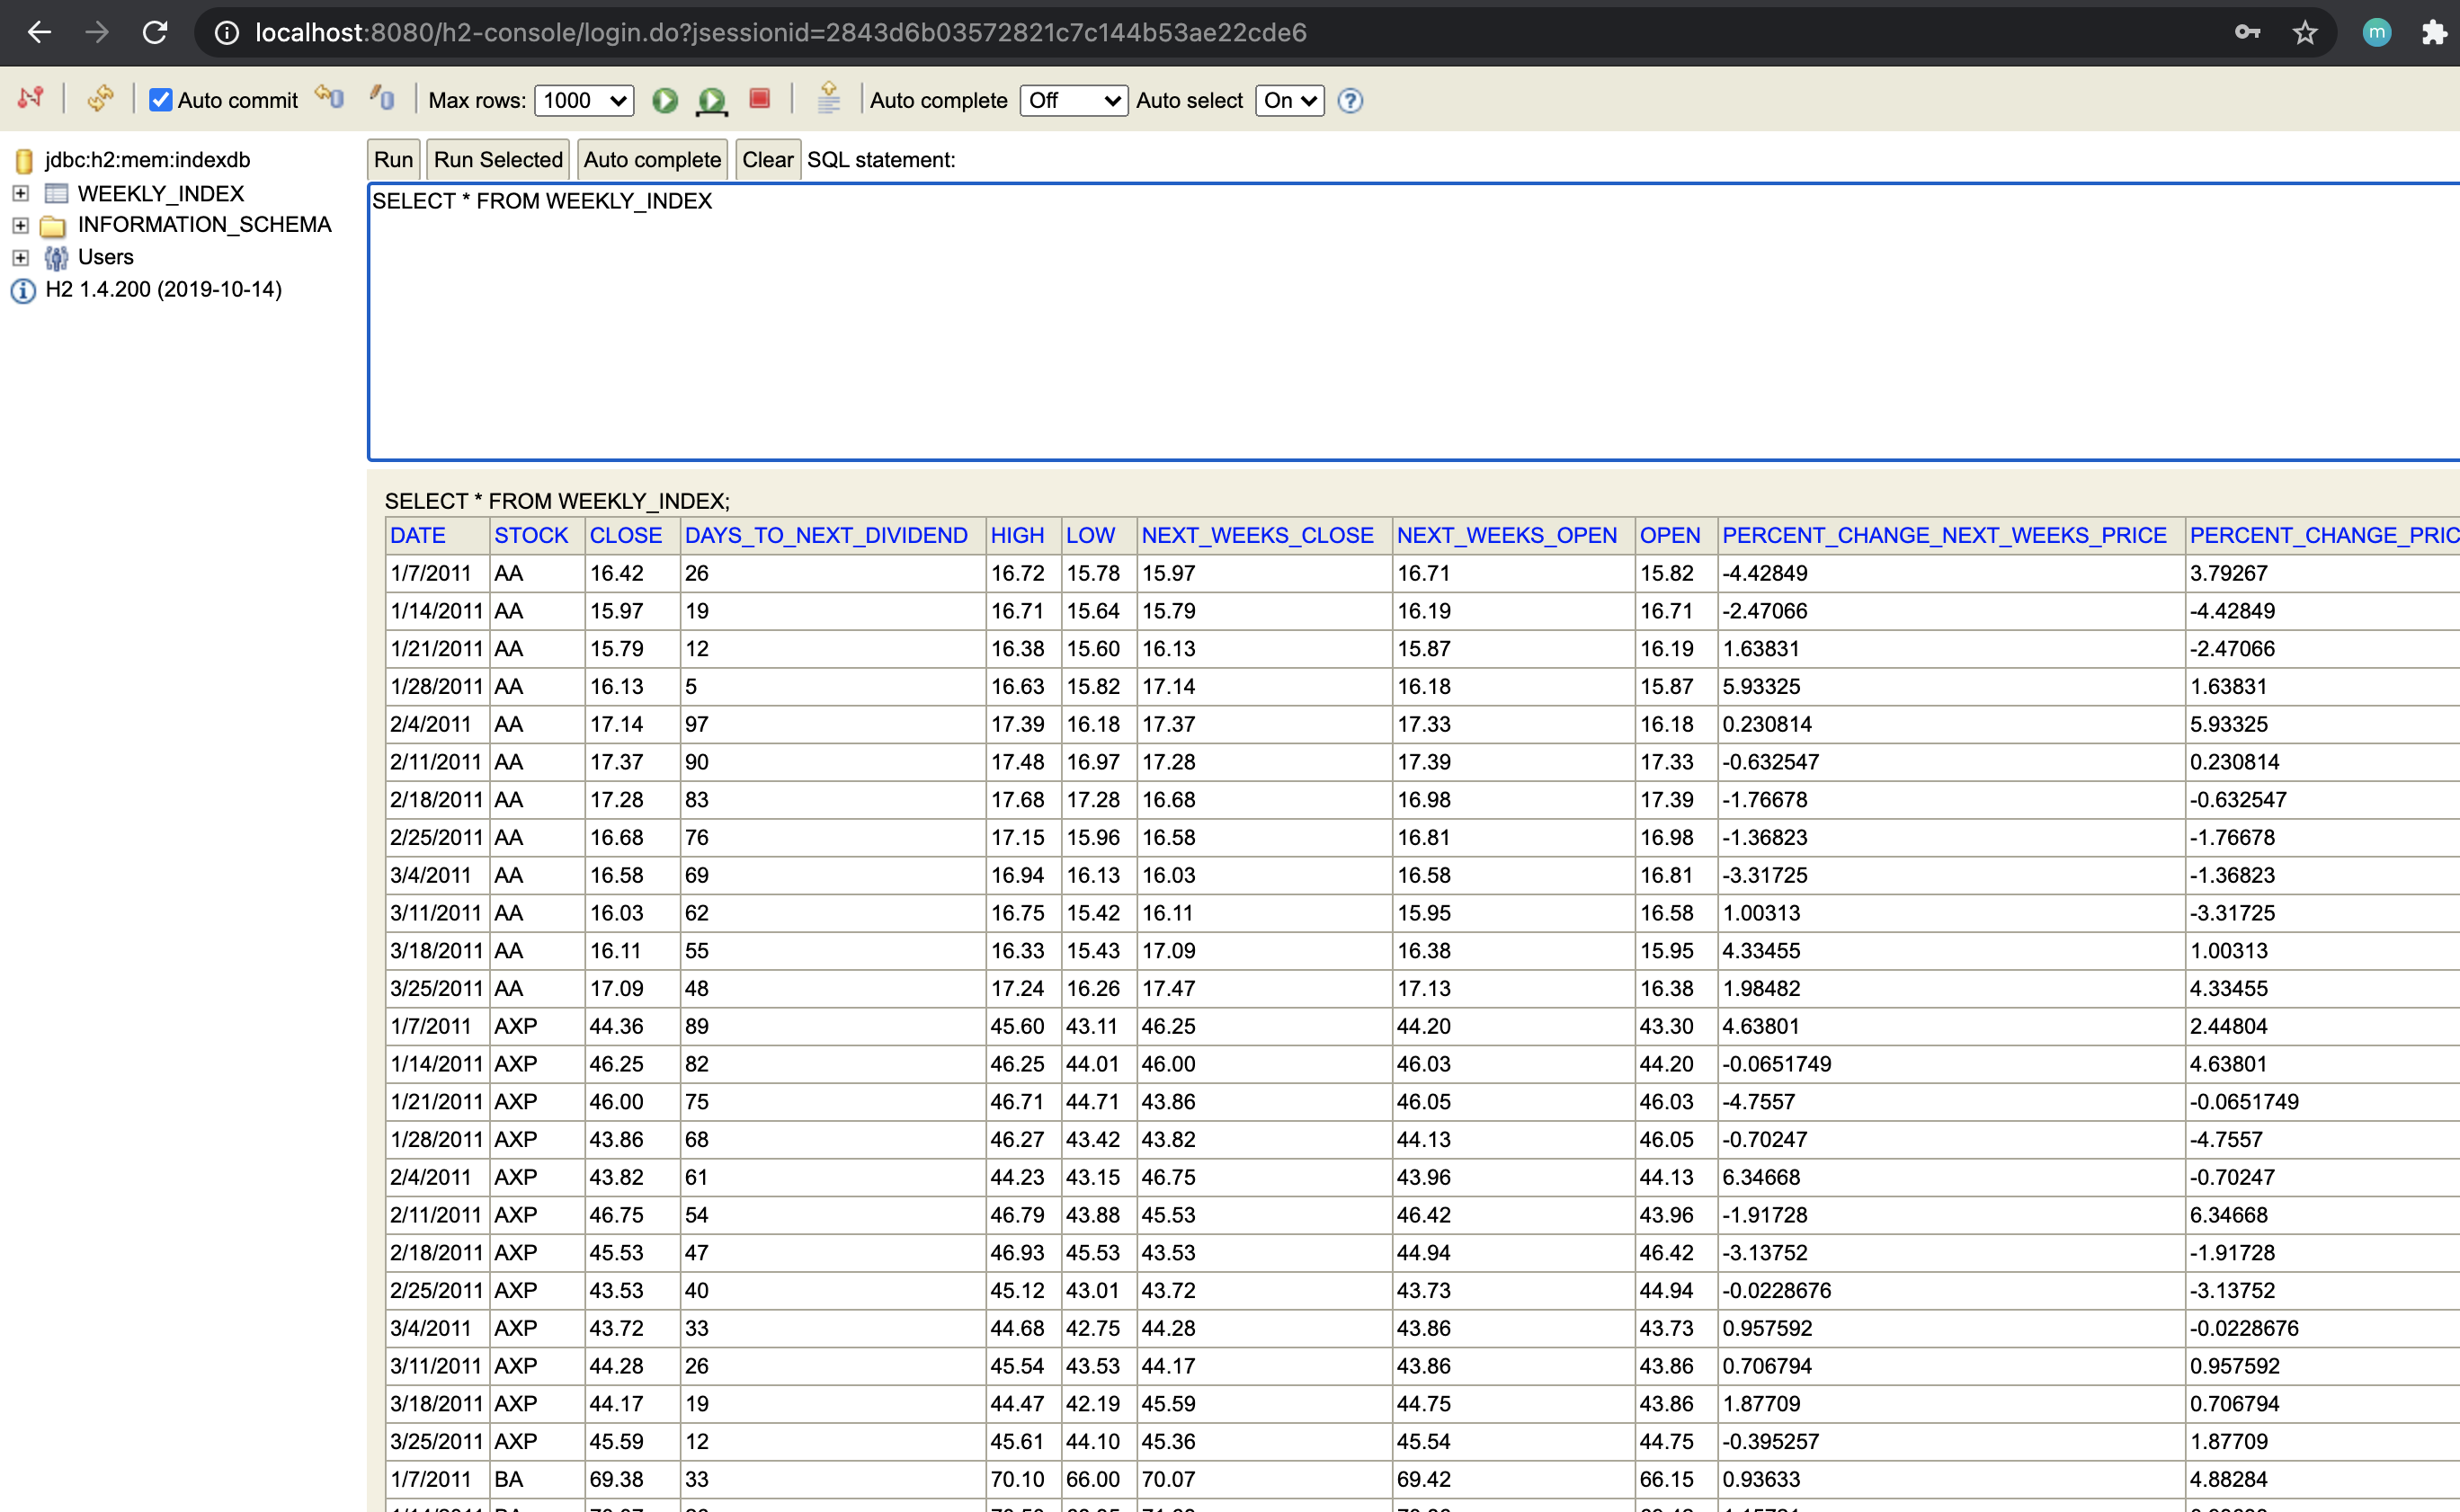 localhost:8080/h2-console/login.do?jsessionid=2843d6b03572821c7c144b53ae22cde6 m
Auto commit Max rows: 1000 Auto complete Off Auto select On ?
jdbc:h2:mem:indexdb
WEEKLY_INDEX
INFORMATION_SCHEMA
Users
H2 1.4.200 (2019-10-14)
Run Run Selected Auto complete Clear SQL statement:
SELECT * FROM WEEKLY_INDEX
SELECT * FROM WEEKLY_INDEX;
DATE STOCK CLOSE DAYS_TO_NEXT_DIVIDEND HIGH LOW NEXT_WEEKS_CLOSE NEXT_WEEKS_OPEN OPEN PERCENT_CHANGE_NEXT_WEEKS_PRICE PERCENT_CHANGE_PRIC
1/7/2011 AA 16.42 26 16.72 15.78 15.97 16.71 15.82 -4.42849 3.79267
1/14/2011 AA 15.97 19 16.71 15.64 15.79 16.19 16.71 -2.47066 -4.42849
1/21/2011 AA 15.79 12 16.38 15.60 16.13 15.87 16.19 1.63831 -2.47066
1/28/2011 AA 16.13 5 16.63 15.82 17.14 16.18 15.87 5.93325 1.63831
2/4/2011 AA 17.14 97 17.39 16.18 17.37 17.33 16.18 0.230814 5.93325
2/11/2011 AA 17.37 90 17.48 16.97 17.28 17.39 17.33 -0.632547 0.230814
2/18/2011 AA 17.28 83 17.68 17.28 16.68 16.98 17.39 -1.76678 -0.632547
2/25/2011 AA 16.68 76 17.15 15.96 16.58 16.81 16.98 -1.36823 -1.76678
3/4/2011 AA 16.58 69 16.94 16.13 16.03 16.58 16.81 -3.31725 -1.36823
3/11/2011 AA 16.03 62 16.75 15.42 16.11 15.95 16.58 1.00313 -3.31725
3/18/2011 AA 16.11 55 16.33 15.43 17.09 16.38 15.95 4.33455 1.00313
3/25/2011 AA 17.09 48 17.24 16.26 17.47 17.13 16.38 1.98482 4.33455
1/7/2011 AXP 44.36 89 45.60 43.11 46.25 44.20 43.30 4.63801 2.44804
1/14/2011 AXP 46.25 82 46.25 44.01 46.00 46.03 44.20 -0.0651749 4.63801
1/21/2011 AXP 46.00 75 46.71 44.71 43.86 46.05 46.03 -4.7557 -0.0651749
1/28/2011 AXP 43.86 68 46.27 43.42 43.82 44.13 46.05 -0.70247 -4.7557
2/4/2011 AXP 43.82 61 44.23 43.15 46.75 43.96 44.13 6.34668 -0.70247
2/11/2011 AXP 46.75 54 46.79 43.88 45.53 46.42 43.96 -1.91728 6.34668
2/18/2011 AXP 45.53 47 46.93 45.53 43.53 44.94 46.42 -3.13752 -1.91728
2/25/2011 AXP 43.53 40 45.12 43.01 43.72 43.73 44.94 -0.0228676 -3.13752
3/4/2011 AXP 43.72 33 44.68 42.75 44.28 43.86 43.73 0.957592 -0.0228676
3/11/2011 AXP 44.28 26 45.54 43.53 44.17 43.86 43.86 0.706794 0.957592
3/18/2011 AXP 44.17 19 44.47 42.19 45.59 44.75 43.86 1.87709 0.706794
3/25/2011 AXP 45.59 12 45.61 44.10 45.36 45.54 44.75 -0.395257 1.87709
1/7/2011 BA 69.38 33 70.10 66.00 70.07 69.42 66.15 0.93633 4.88284